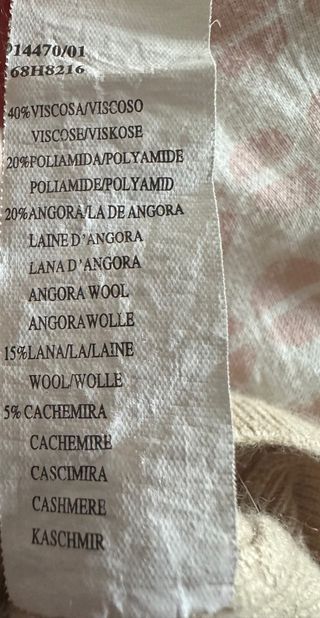 914470/01
68H8216
40%VISCOSA/VISCOSO
VISCOSE/VISKOSE
20%POLIAMIDA/POLYAMIDE
POLIAMIDE/POLYAMID
20%ANGORA/LA DE ANGORA
LAINE D'ANGORA
LANA D'ANGORA
ANGORA WOOL
ANGORAWOLLE
15%LANA/LA/LAINE
WOOL/WOLLE
5% CACHEMIRA
CACHEMIRE
CASCIMIRA
CASHMERE
KASCHMIR